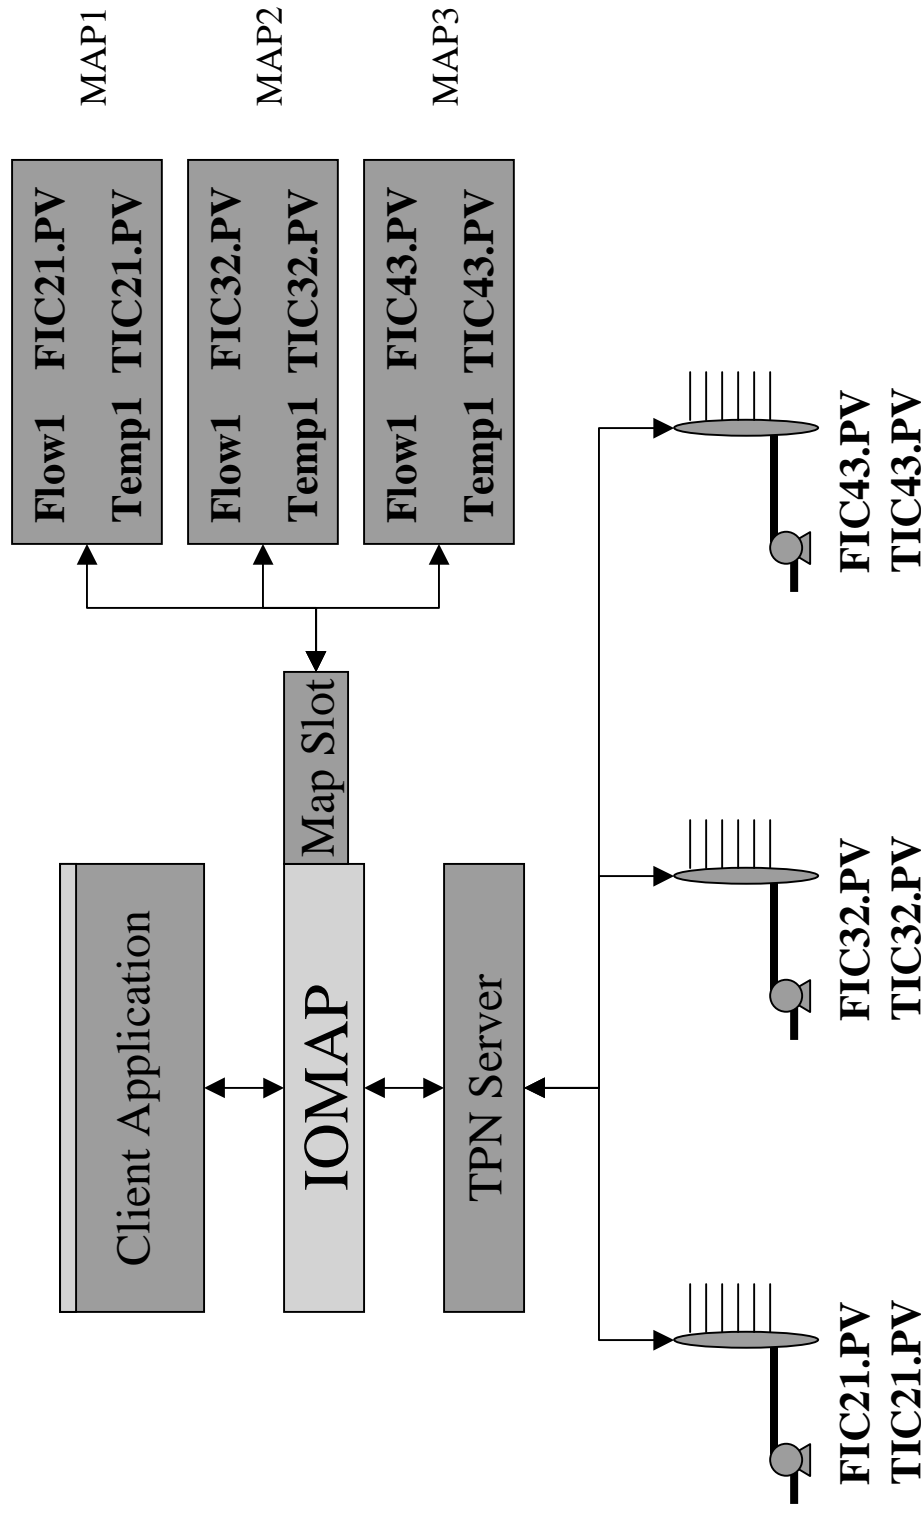 MAP1
Flow1 FIC21.PV
Temp1 TIC21.PV
MAP2
Flow1 FIC32.PV
Temp1 TIC32.PV
MAP3
Flow1 FIC43.PV
Temp1 TIC43.PV
Client Application
IOMAP
Map Slot
TPN Server
FIC21.PV
TIC21.PV
FIC32.PV
TIC32.PV
FIC43.PV
TIC43.PV